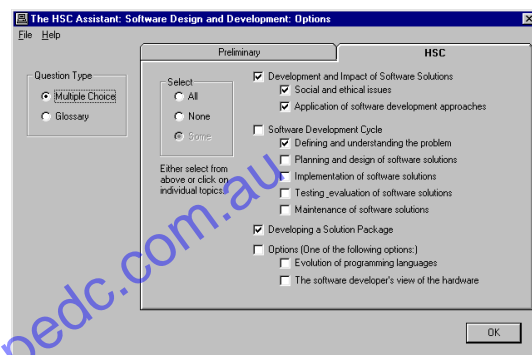 The HSC Assistant: Software Design and Development: Options
File Help
Preliminary
HSC
Question Type
Multiple Choice
Glossary
Select
All
None
Some
Either select from
above or click on
individual topics.
Development and Impact of Software Solutions
Social and ethical issues
Application of software development approaches
Software Development Cycle
Defining and understanding the problem
Planning and design of software solutions
Implementation of software solutions
Testing_evaluation of software solutions
Maintenance of software solutions
Developing a Solution Package
Options (One of the following options:)
Evolution of programming languages
The software developer's view of the hardware
OK
pedc.com.au